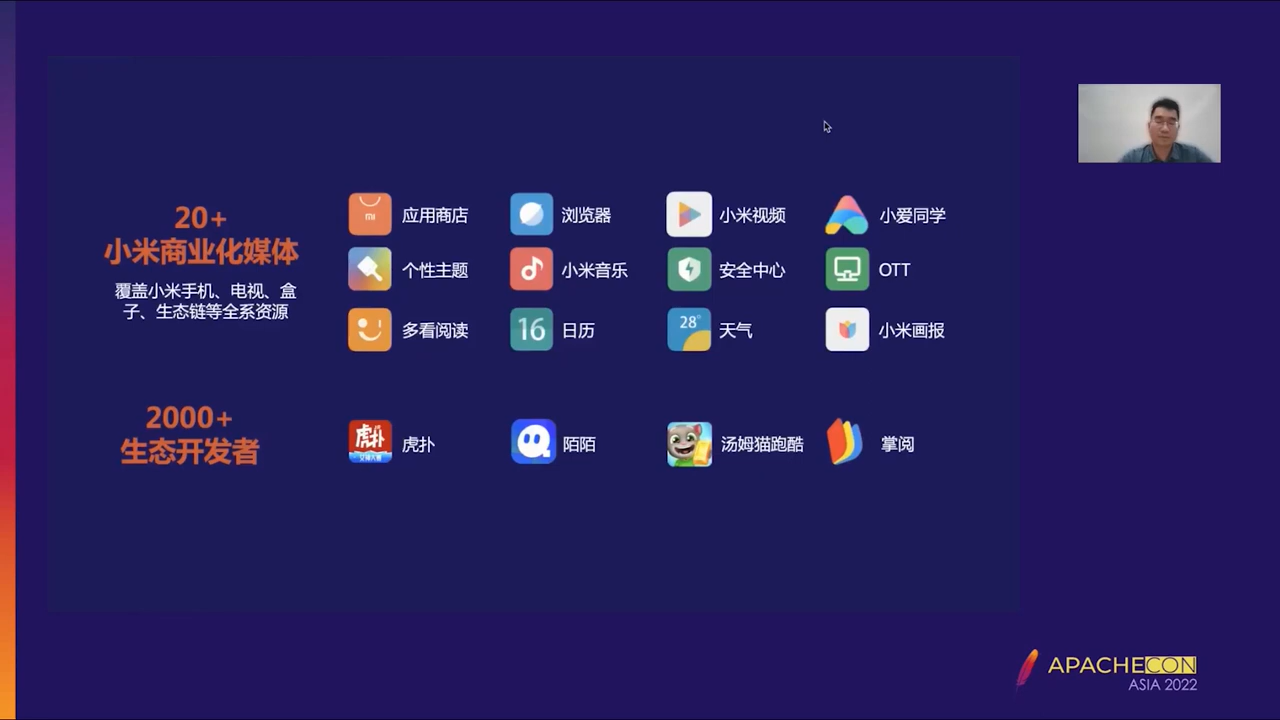 20+
小米商业化媒体
覆盖小米手机、电视、盒
子、生态链等全系资源
mi
应用商店
浏览器
小米视频
小爱同学
个性主题
小米音乐
安全中心
OTT
多看阅读
16
日历
28°
天气
小米画报
2000+
生态开发者
虎扑
虎扑
陌陌
汤姆猫跑酷
掌阅
APACHECON
ASIA 2022